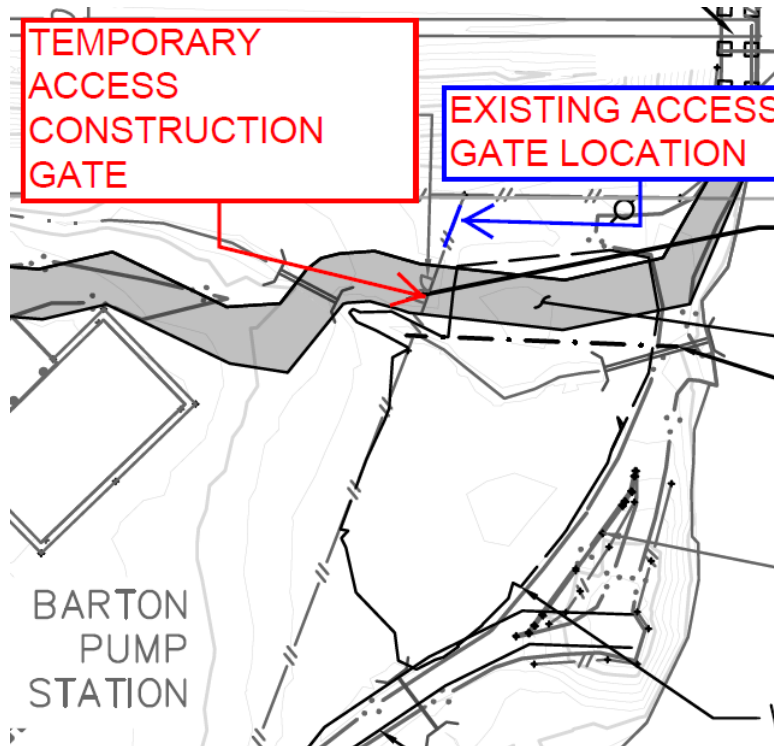 TEMPORARY
ACCESS
CONSTRUCTION
GATE
EXISTING ACCESS
GATE LOCATION
BARTON
PUMP
STATION